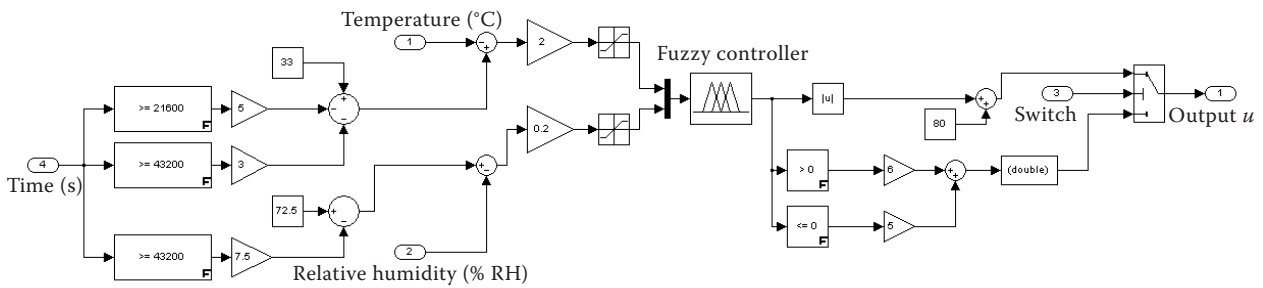 Temperature (°C)
1
33
2
Fuzzy controller
>= 21600
F
5
|u|
3
Switch
1
Output u
80
0.2
4
Time (s)
>= 43200
F
3
> 0
F
6
(double)
72.5
<= 0
F
5
>= 43200
F
7.5
2
Relative humidity (% RH)